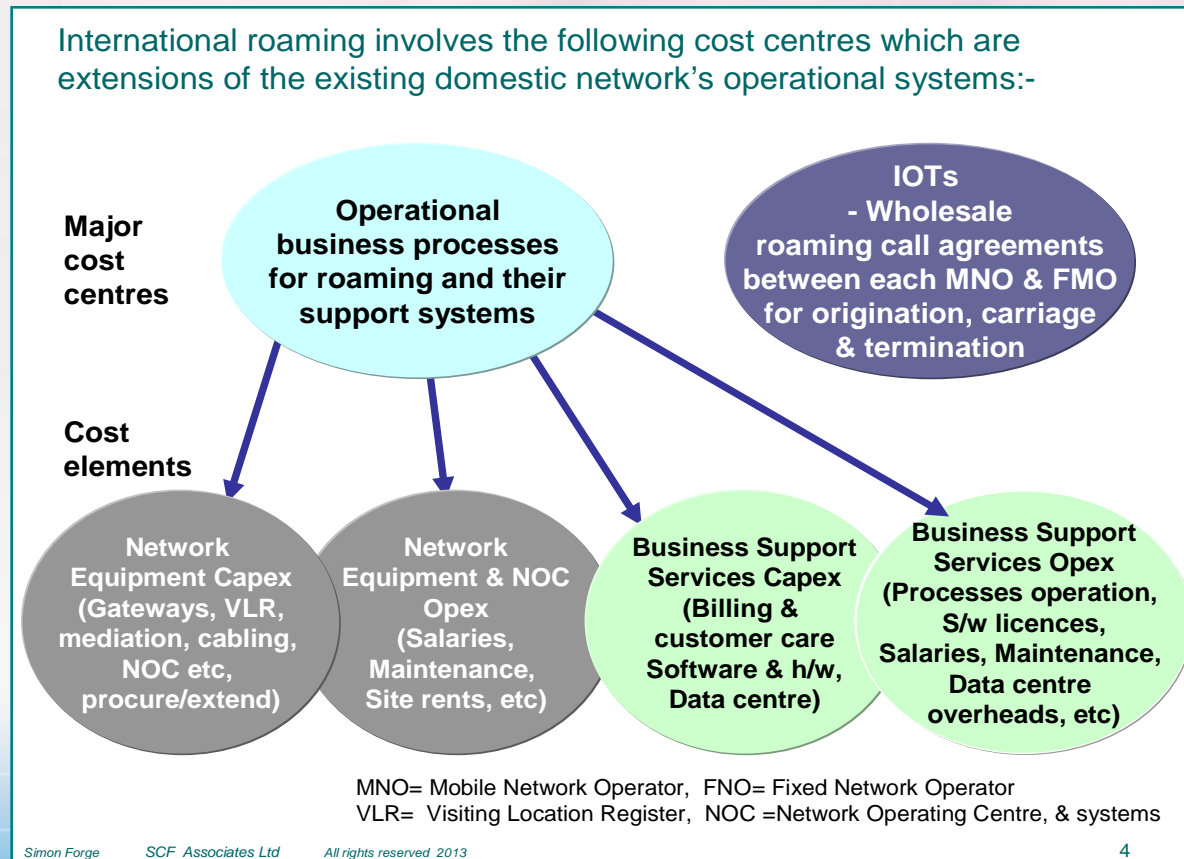 International roaming involves the following cost centres which are
extensions of the existing domestic network's operational systems:-
Major
cost
centres
Operational
business processes
for roaming and their
support systems
IOTs
- Wholesale
roaming call agreements
between each MNO & FMO
for origination, carriage
& termination
Cost
elements
Network
Equipment Capex
(Gateways, VLR,
mediation, cabling,
NOC etc,
procure/extend)
Network
Equipment & NOC
Opex
(Salaries,
Maintenance,
Site rents, etc)
Business Support
Services Capex
(Billing &
customer care
Software & h/w,
Data centre)
Business Support
Services Opex
(Processes operation,
S/w licences,
Salaries, Maintenance,
Data centre
overheads, etc)
MNO= Mobile Network Operator, FNO= Fixed Network Operator
VLR= Visiting Location Register, NOC =Network Operating Centre, & systems
Simon Forge SCF Associates Ltd All rights reserved 2013 4